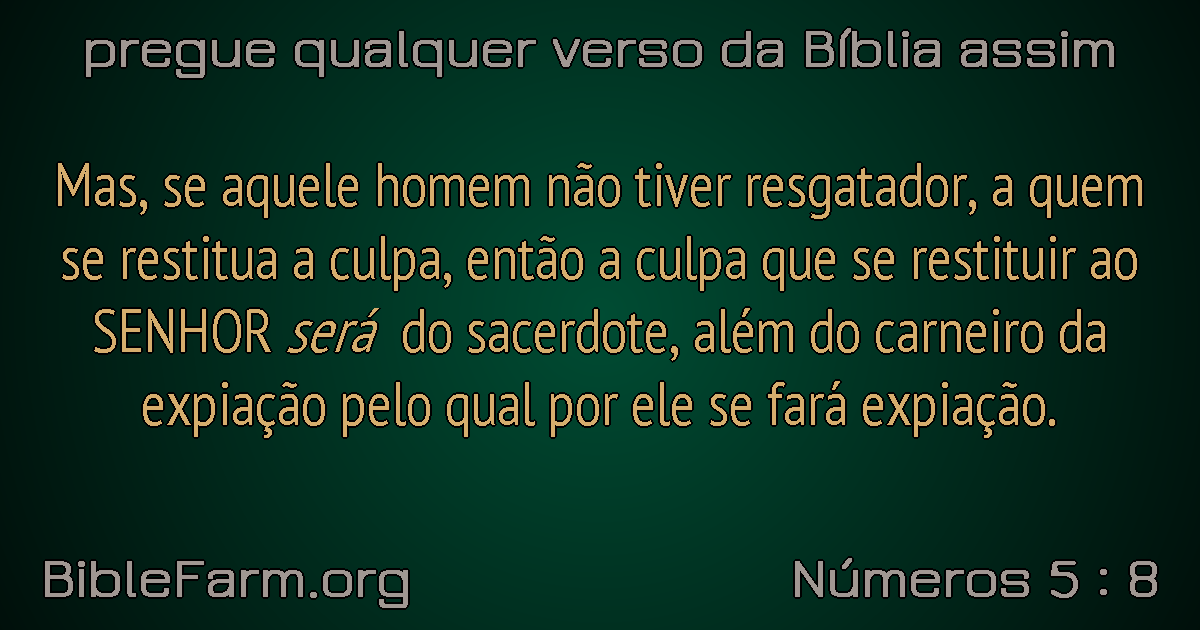 pregue qualquer verso da Bíblia assim
Mas, se aquele homem não tiver resgatador, a quem
se restitua a culpa, então a culpa que se restituir ao
SENHOR será do sacerdote, além do carneiro da
expiação pelo qual por ele se fará expiação.
BibleFarm.org
Números 5 : 8